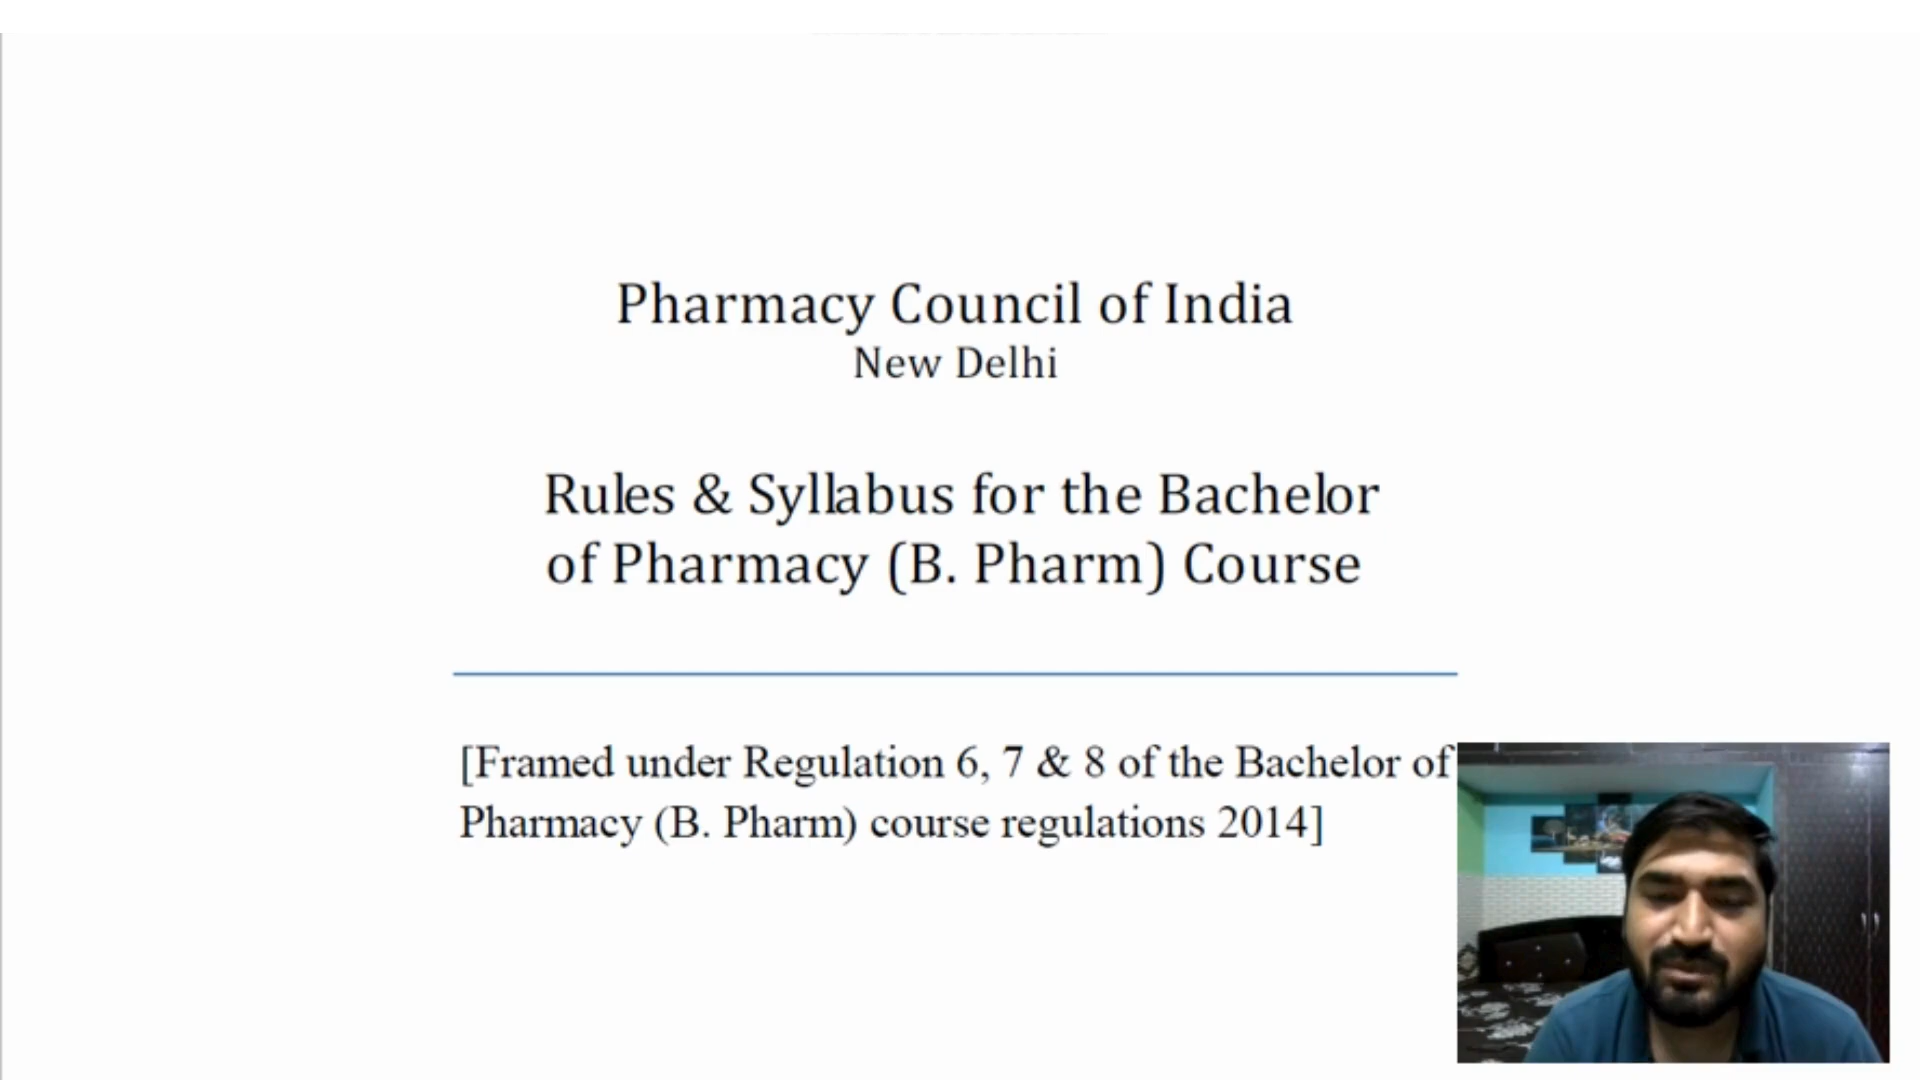 Pharmacy Council of India
New Delhi
Rules & Syllabus for the Bachelor
of Pharmacy (B. Pharm) Course
[Framed under Regulation 6, 7 & 8 of the Bachelor of
Pharmacy (B. Pharm) course regulations 2014]